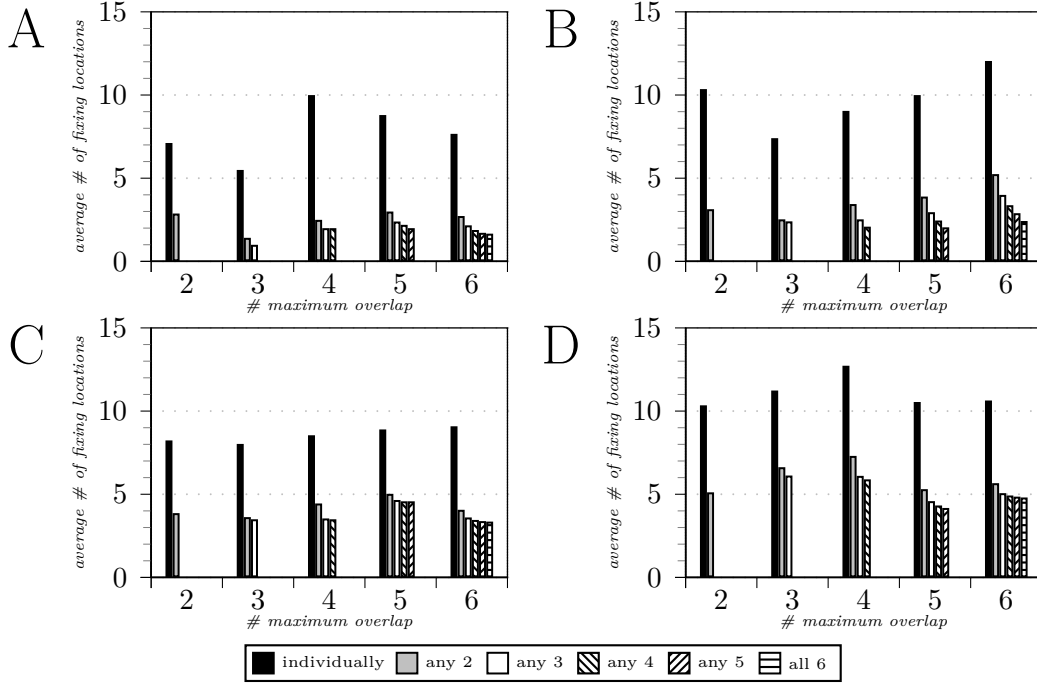 A
average # of fixing locations
15
10
5
0
2 3 4 5 6
# maximum overlap
B
average # of fixing locations
15
10
5
0
2 3 4 5 6
# maximum overlap
C
average # of fixing locations
15
10
5
0
2 3 4 5 6
# maximum overlap
D
average # of fixing locations
15
10
5
0
2 3 4 5 6
# maximum overlap
individually any 2 any 3 any 4 any 5 all 6